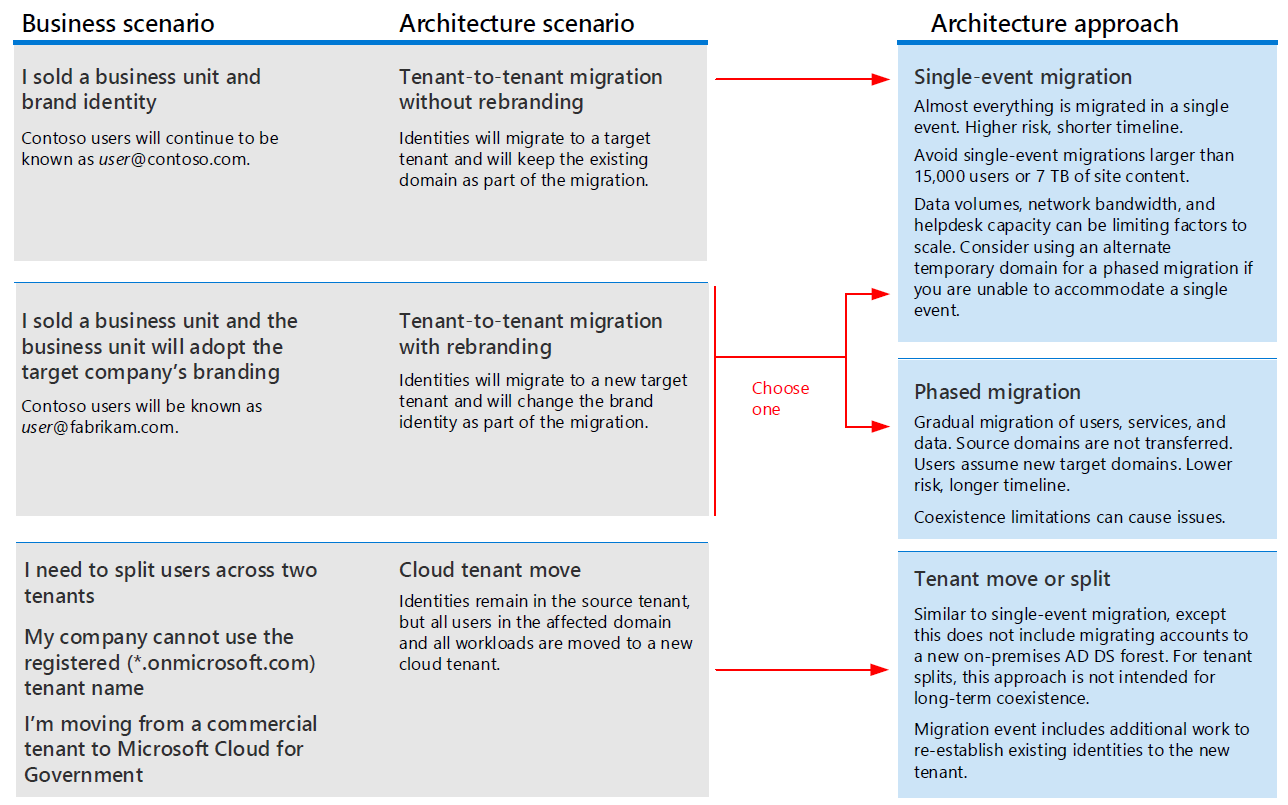 Business scenario
Architecture scenario
Architecture approach
I sold a business unit and
brand identity
Contoso users will continue to be
known as user@contoso.com.
Tenant-to-tenant migration
without rebranding
Identities will migrate to a target
tenant and will keep the existing
domain as part of the migration.
Single-event migration
Almost everything is migrated in a single
event. Higher risk, shorter timeline.
Avoid single-event migrations larger than
15,000 users or 7 TB of site content.
Data volumes, network bandwidth, and
helpdesk capacity can be limiting factors to
scale. Consider using an alternate
temporary domain for a phased migration if
you are unable to accommodate a single
event.
I sold a business unit and the
business unit will adopt the
target company’s branding
Contoso users will be known as
user@fabrikam.com.
Tenant-to-tenant migration
with rebranding
Identities will migrate to a new target
tenant and will change the brand
identity as part of the migration.
Choose
one
Phased migration
Gradual migration of users, services, and
data. Source domains are not transferred.
Users assume new target domains. Lower
risk, longer timeline.
Coexistence limitations can cause issues.
I need to split users across two
tenants
My company cannot use the
registered (*.onmicrosoft.com)
tenant name
I’m moving from a commercial
tenant to Microsoft Cloud for
Government
Cloud tenant move
Identities remain in the source tenant,
but all users in the affected domain
and all workloads are moved to a new
cloud tenant.
Tenant move or split
Similar to single-event migration, except
this does not include migrating accounts to
a new on-premises AD DS forest. For tenant
splits, this approach is not intended for
long-term coexistence.
Migration event includes additional work to
re-establish existing identities to the new
tenant.